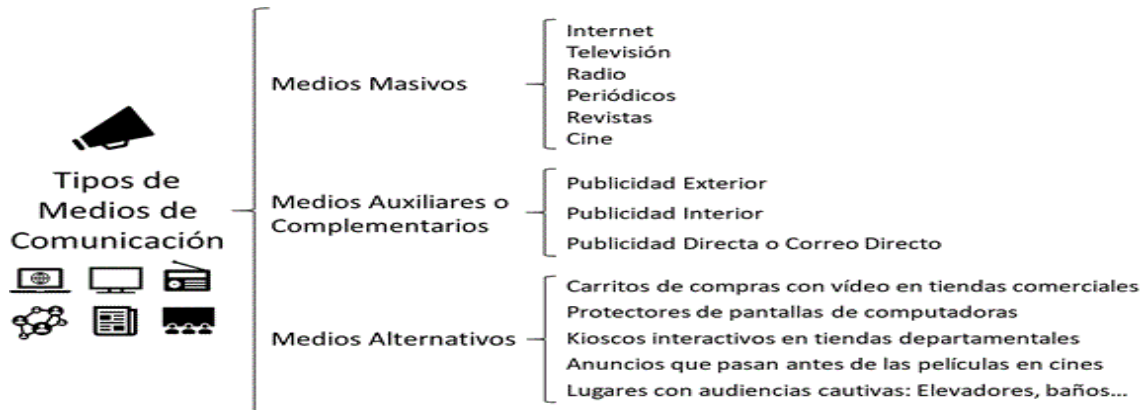 Tipos de
Medios de
Comunicación
Medios Masivos
Internet
Televisión
Radio
Periódicos
Revistas
Cine
Medios Auxiliares o
Complementarios
Publicidad Exterior
Publicidad Interior
Publicidad Directa o Correo Directo
Medios Alternativos
Carritos de compras con vídeo en tiendas comerciales
Protectores de pantallas de computadoras
Kioscos interactivos en tiendas departamentales
Anuncios que pasan antes de las películas en cines
Lugares con audiencias cautivas: Elevadores, baños...